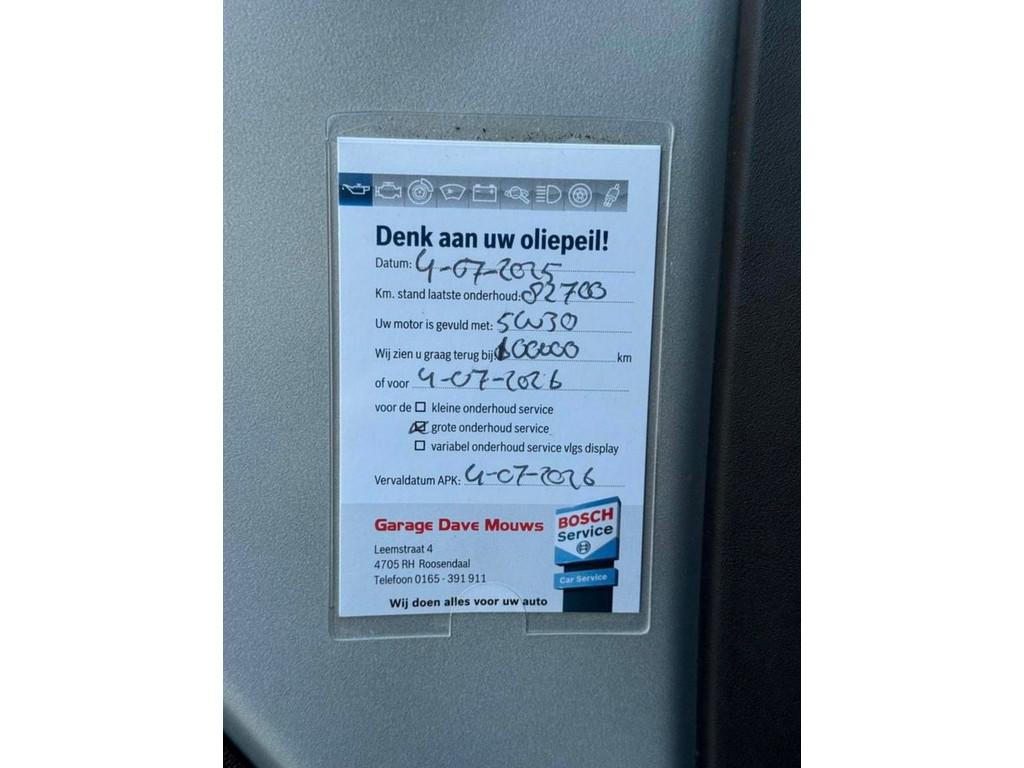 Denk aan uw oliepeil!
Datum: 4-07-2025
Km. stand laatste onderhoud: 82700
Uw motor is gevuld met: 5W30
Wij zien u graag terug bij: 100000 km
of voor 4-07-2026
voor de ☐ kleine onderhoud service
☒ grote onderhoud service
☐ variabel onderhoud service vlgs display
Vervaldatum APK: 4-07-2026
Garage Dave Mouws
Leemstraat 4
4705 RH Roosendaal
Telefoon 0165 - 391 911
Wij doen alles voor uw auto
BOSCH
Service
Car Service